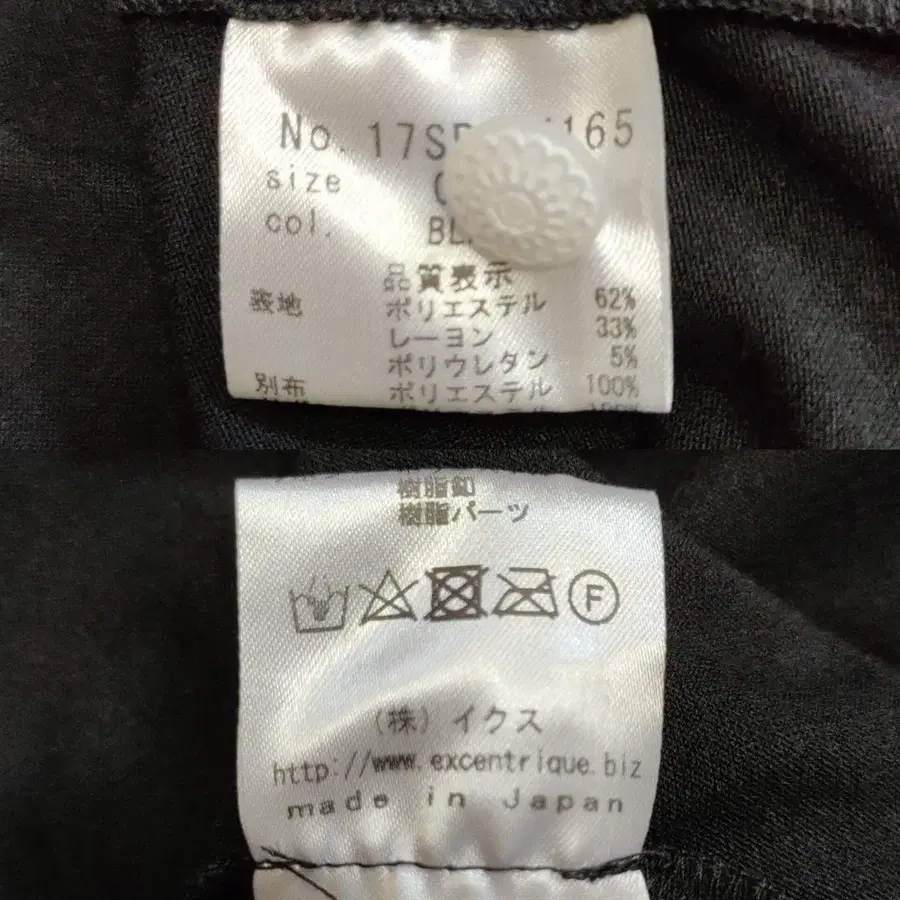 No. 17S 165
size
col. BL
品質表示
表地 ポリエステル 62%
レーヨン 33%
ポリウレタン 5%
別布 ポリエステル 100%
100%
樹脂釦
樹脂パーツ
F
(株) イクス
http://www.excentrique.biz
made in Japan